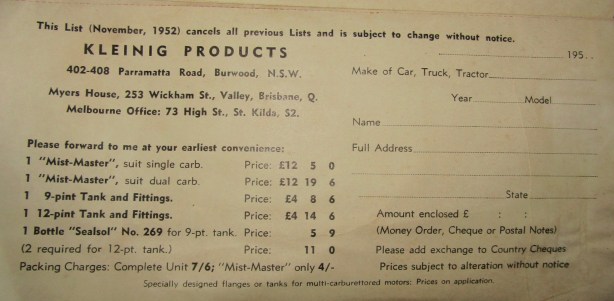 This List (November, 1952) cancels all previous Lists and is subject to change without notice.
KLEINIG PRODUCTS
402-408 Parramatta Road, Burwood, N.S.W.
Myers House, 253 Wickham St., Valley, Brisbane, Q.
Melbourne Office: 73 High St., St. Kilda, S2.
Please forward to me at your earliest convenience:
1 "Mist-Master", suit single carb. Price: £12 5 0
1 "Mist-Master", suit dual carb. Price: £12 19 6
1 9-pint Tank and Fittings. Price: £4 8 6
1 12-pint Tank and Fittings. Price: £4 14 6
1 Bottle "Sealsol" No. 269 for 9-pt. tank. Price: 5 9
(2 required for 12-pt. tank.) Price: 11 0
Packing Charges: Complete Unit 7/6; "Mist-Master" only 4/-
195..
Make of Car, Truck, Tractor
Year Model
Name
Full Address
State
Amount enclosed £ : :
(Money Order, Cheque or Postal Notes)
Please add exchange to Country Cheques
Prices subject to alteration without notice
Specially designed flanges or tanks for multi-carburettored motors: Prices on application.